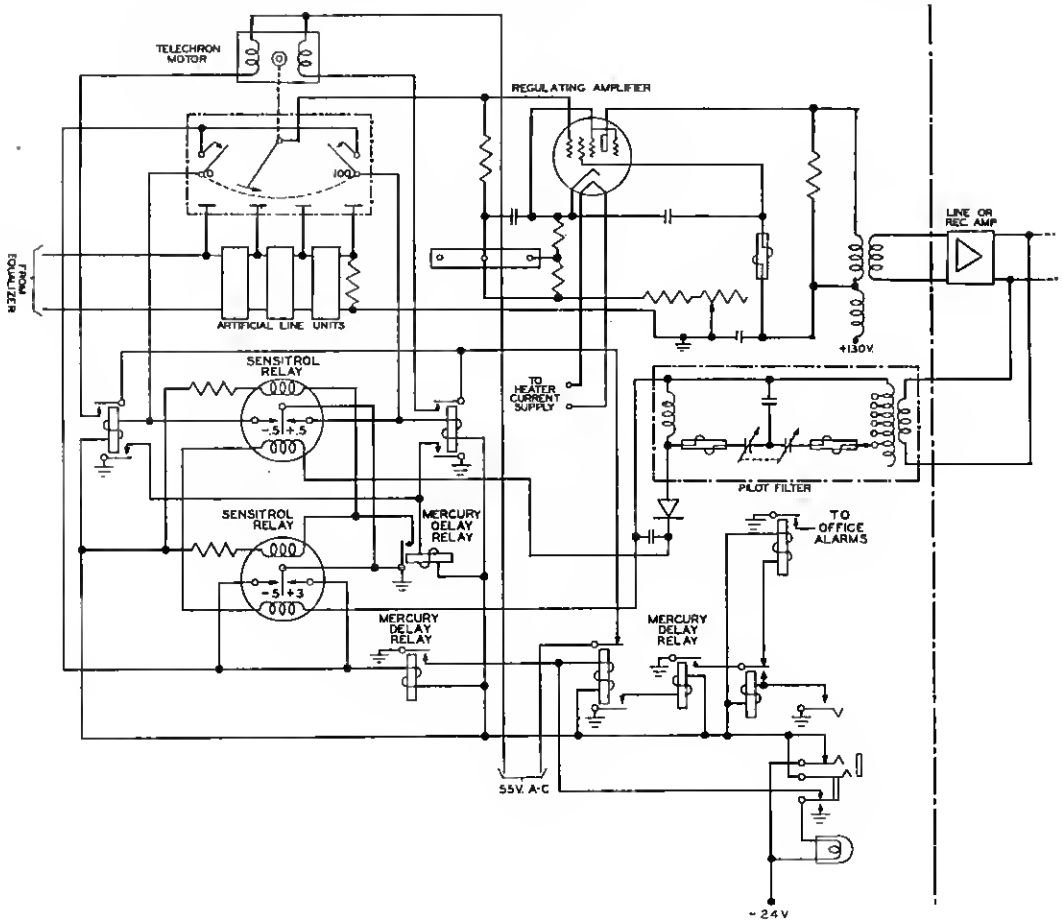 TELECHRON
MOTOR
REGULATING AMPLIFIER
0
100
LINE OR
REC. AMP
FROM
EQUALIZER
ARTIFICIAL LINE UNITS
+130V.
SENSITROL
RELAY
-.5 +.5
TO
HEATER
CURRENT
SUPPLY
PILOT FILTER
SENSITROL
RELAY
MERCURY
DELAY
RELAY
TO
OFFICE
ALARMS
-.5 +3
MERCURY
DELAY
RELAY
MERCURY
DELAY
RELAY
55V. A-C
-24V